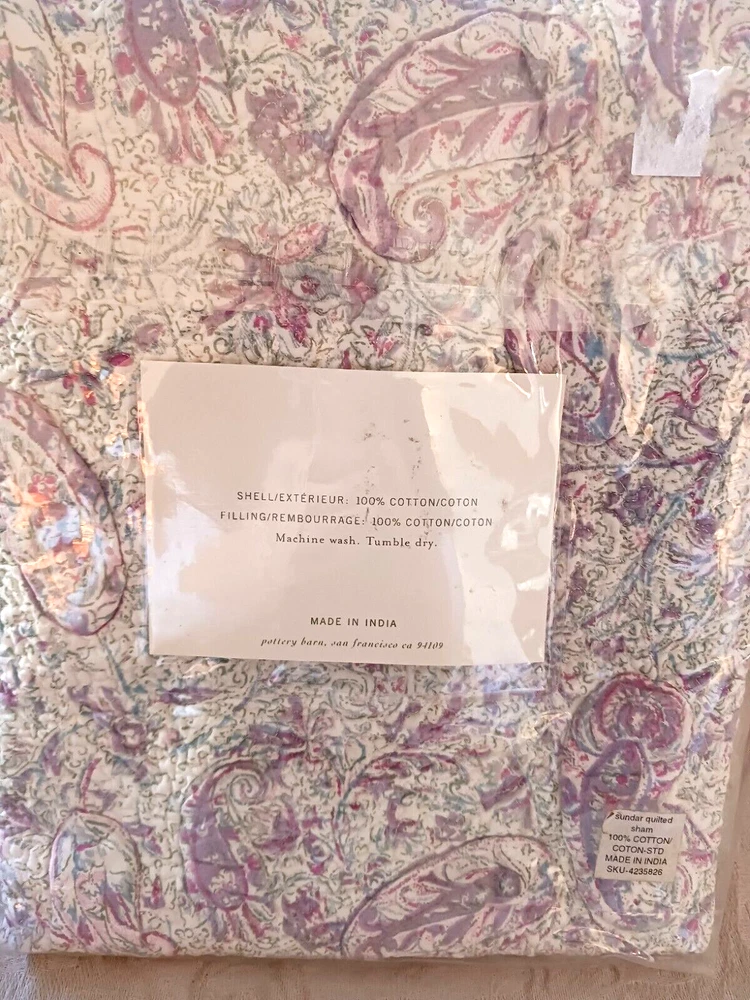 SHELL/EXTÉRIEUR: 100% COTTON/COTON
FILLING/REMBOURRAGE: 100% COTTON/COTON
Machine wash. Tumble dry.
MADE IN INDIA
pottery barn, san francisco ca 94109
sundar quilted
sham
100% COTTON/
COTON-STD
MADE IN INDIA
SKU-4235826